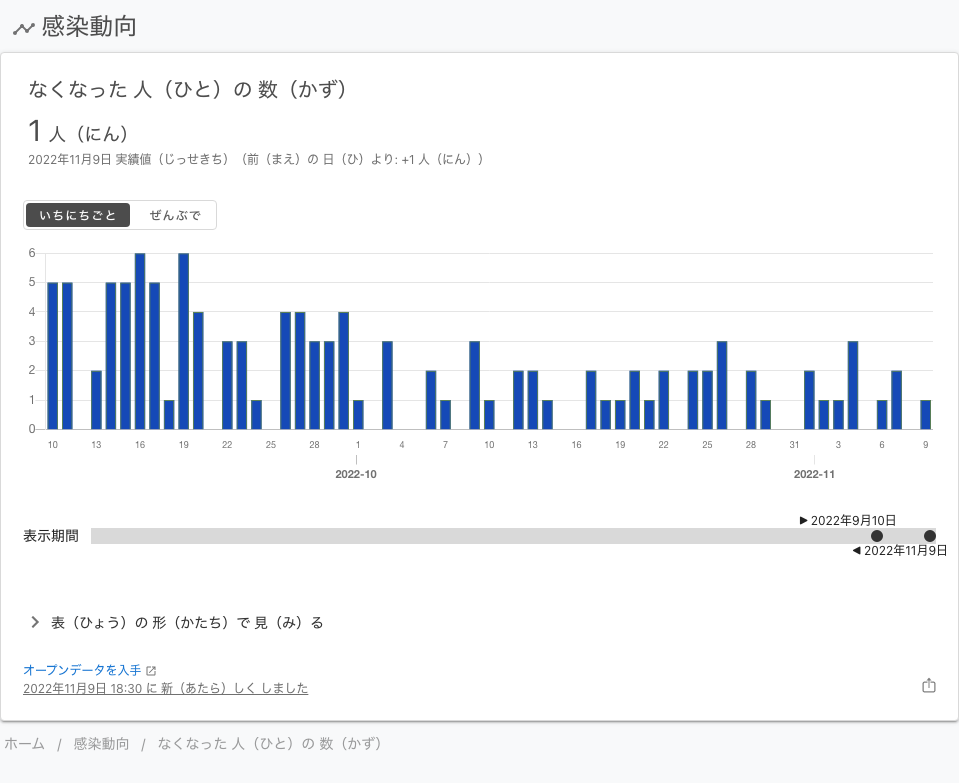 感染動向
なくなった 人（ひと）の 数（かず）
1 人（にん）
2022年11月9日 実績値（じっせきち）（前（まえ）の 日（ひ）より: +1 人（にん））
いちにちごと ぜんぶで
6
5
4
3
2
1
0
10 13 16 19 22 25 28 1 4 7 10 13 16 19 22 25 28 31 3 6 9
2022-10 2022-11
▶ 2022年9月10日
表示期間
◀ 2022年11月9日
表（ひょう）の 形（かたち）で 見（み）る
オープンデータを入手
2022年11月9日 18:30 に 新（あたら）しく しました
ホーム / 感染動向 / なくなった 人（ひと）の 数（かず）